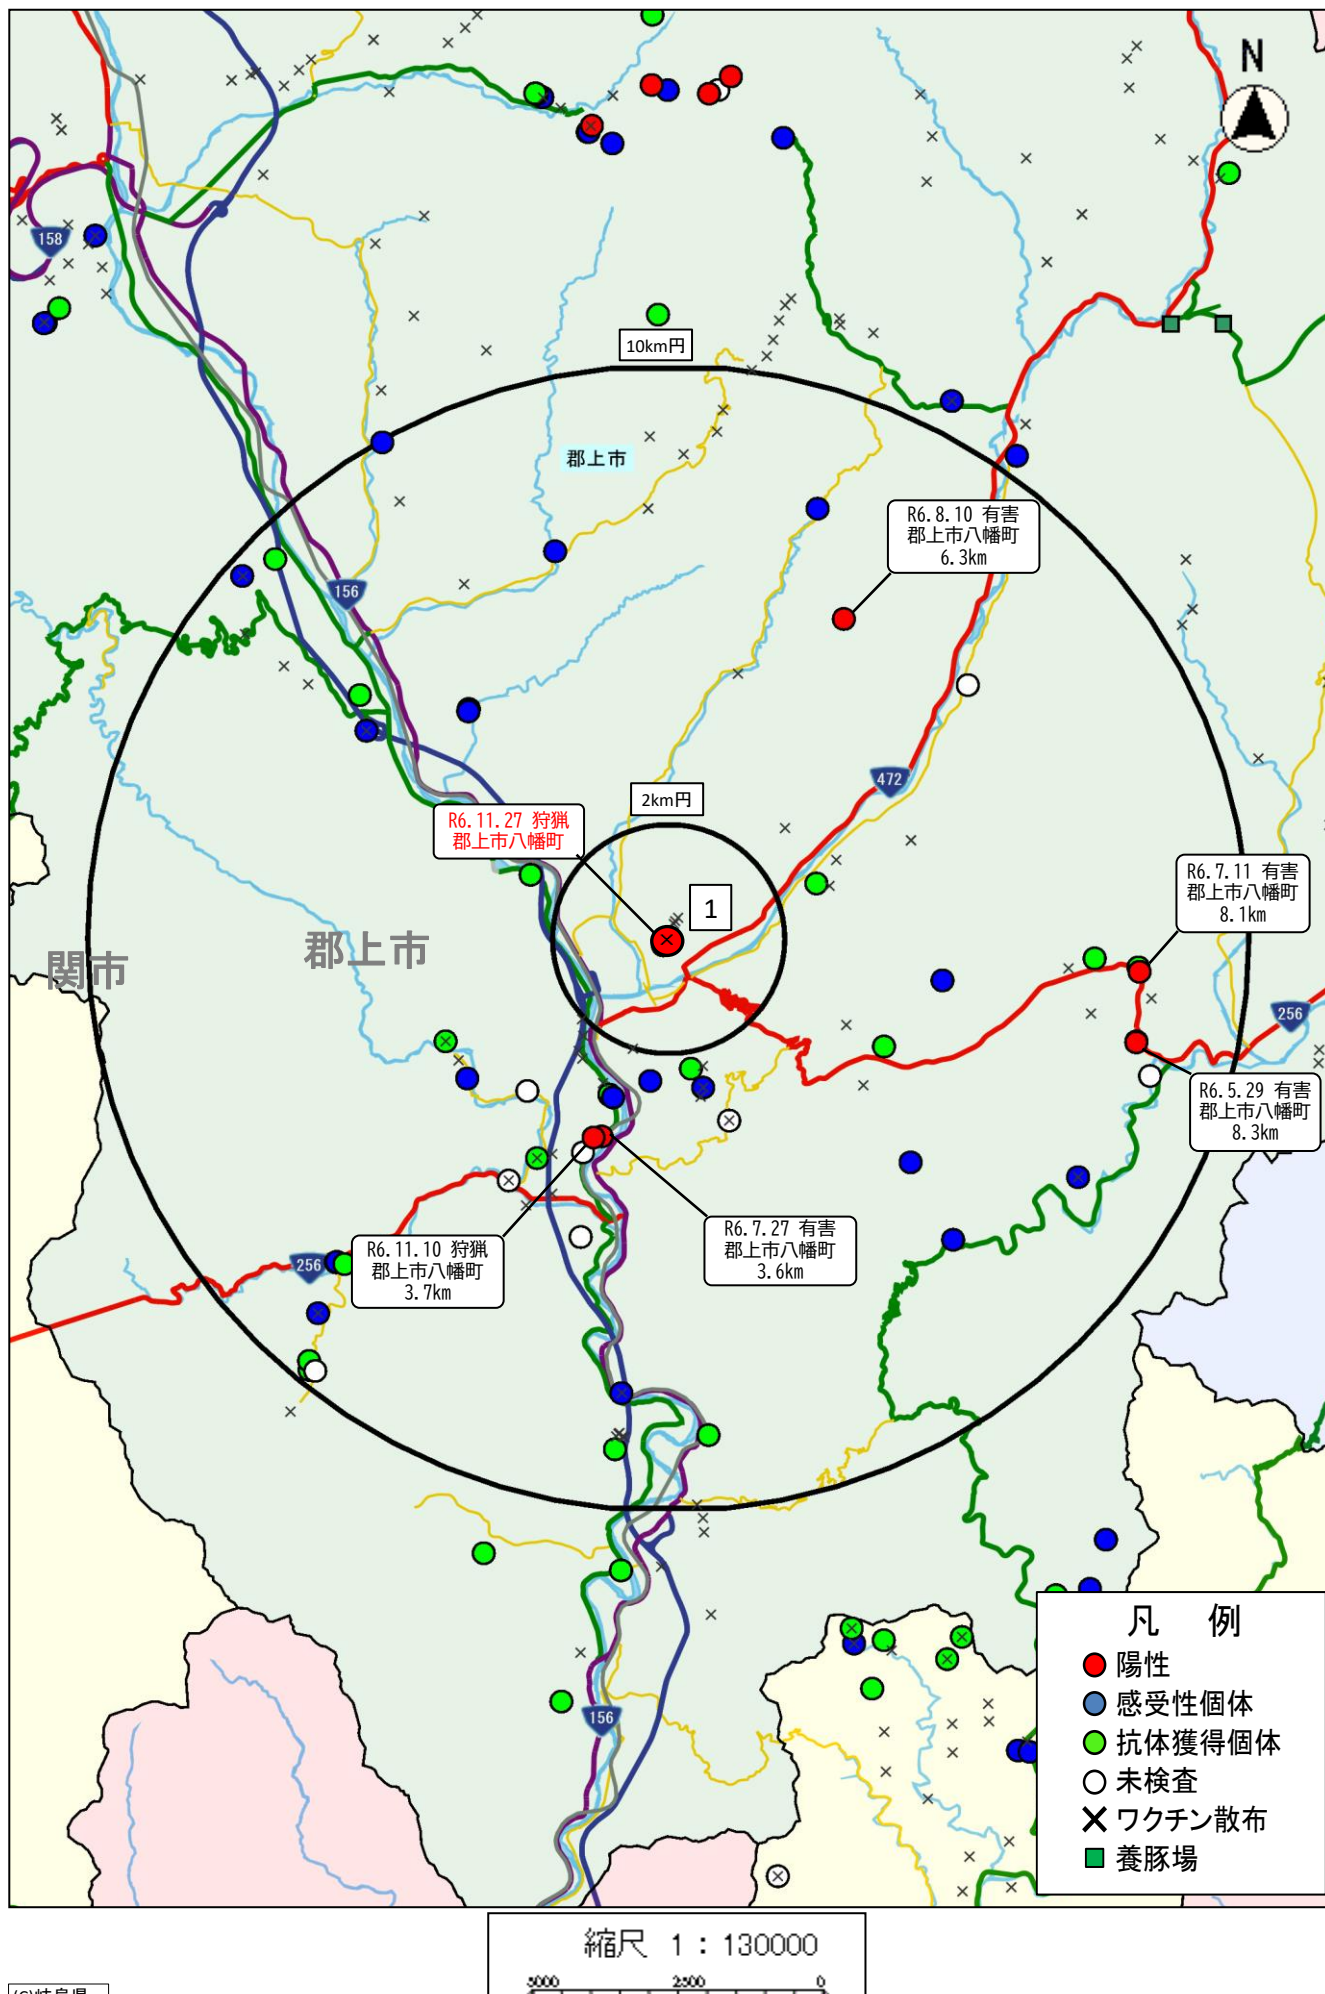 N
158
10km円
郡上市
R6.8.10 有害
郡上市八幡町
6.3km
156
472
2km円
R6.11.27 狩猟
郡上市八幡町
1
R6.7.11 有害
郡上市八幡町
8.1km
関市
郡上市
256
R6.5.29 有害
郡上市八幡町
8.3km
R6.7.27 有害
郡上市八幡町
3.6km
R6.11.10 狩猟
郡上市八幡町
3.7km
256
156
凡 例
陽性
感受性個体
抗体獲得個体
未検査
ワクチン散布
養豚場
縮尺 1：130000
5000 2500 0
(C)岐阜県